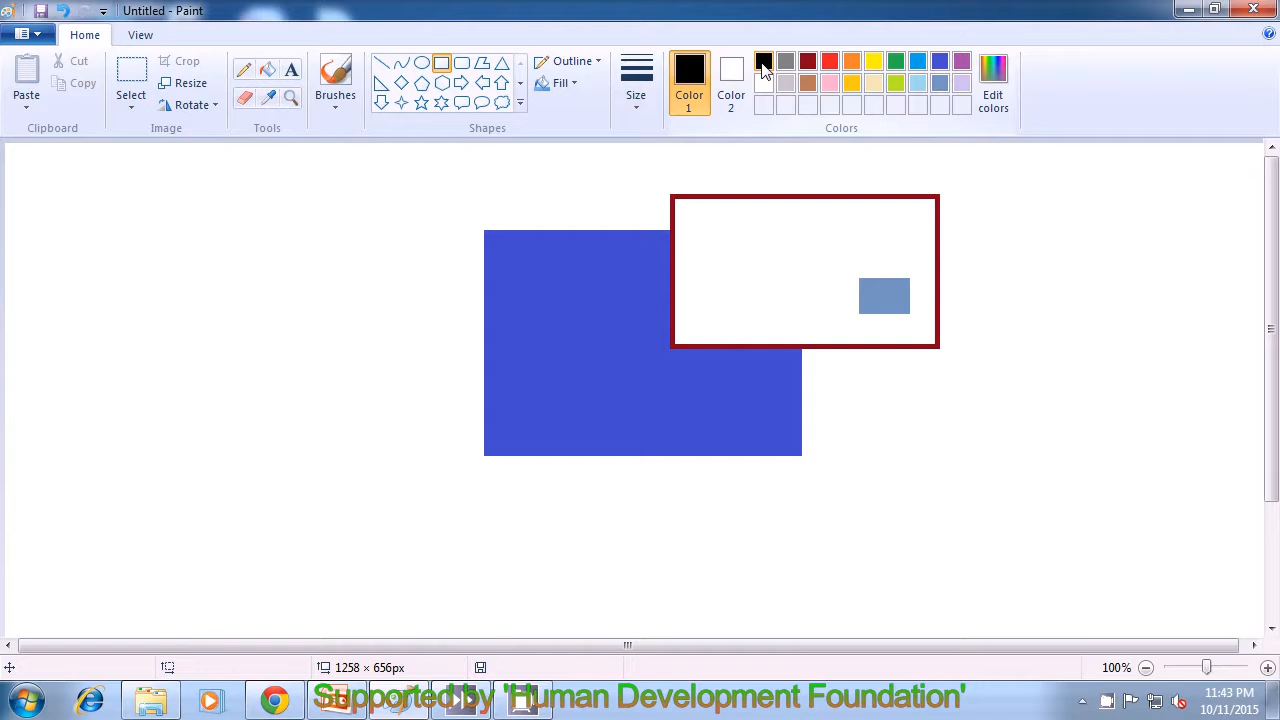 Untitled - Paint
Home View
Paste
Cut
Copy
Clipboard
Select
Crop
Resize
Rotate
Image
A
Tools
Brushes
Outline
Fill
Shapes
Size
Color 1
Color 2
Edit colors
Colors
1258 × 656px
100%
Supported by 'Human Development Foundation'
11:43 PM
10/11/2015